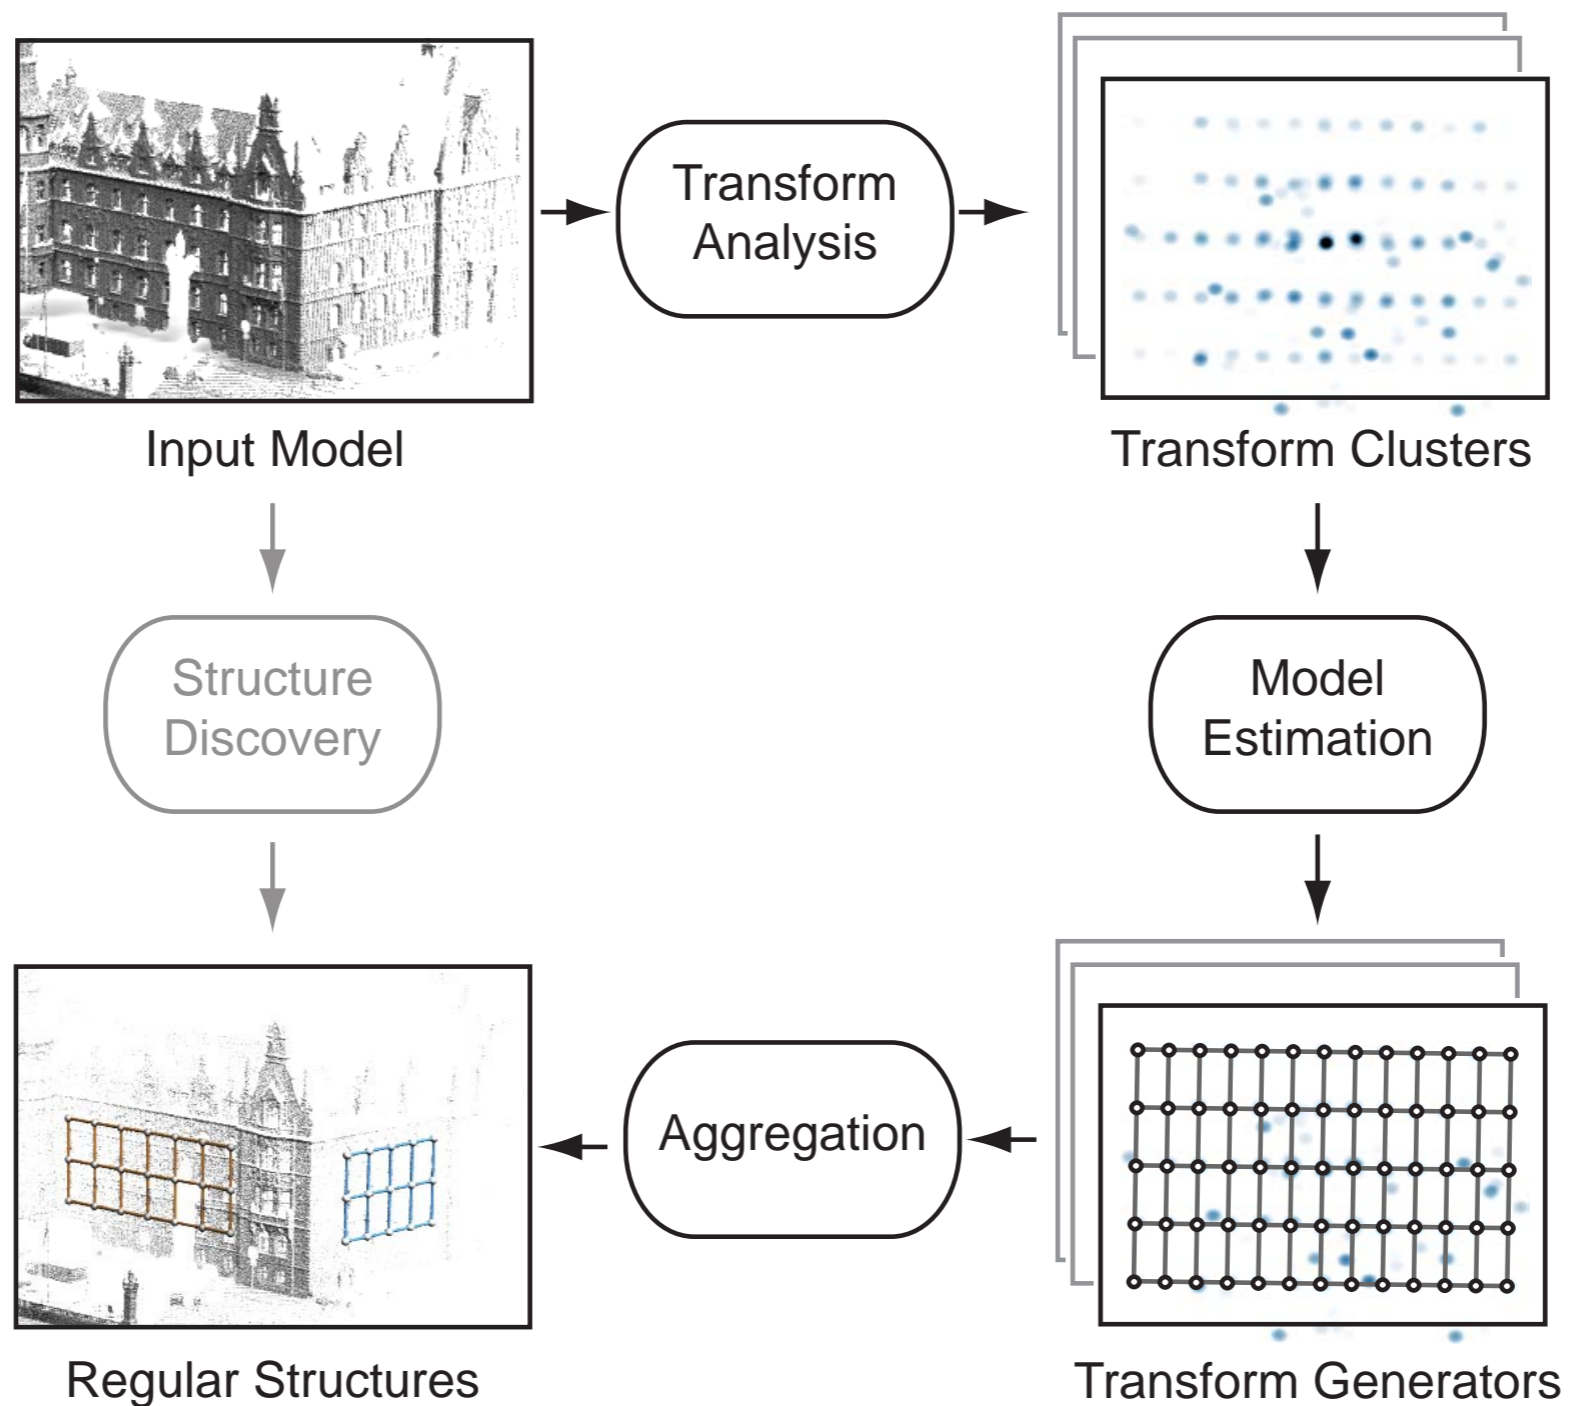 Transform
Analysis
Input Model
Transform Clusters
Structure
Discovery
Model
Estimation
Aggregation
Regular Structures
Transform Generators